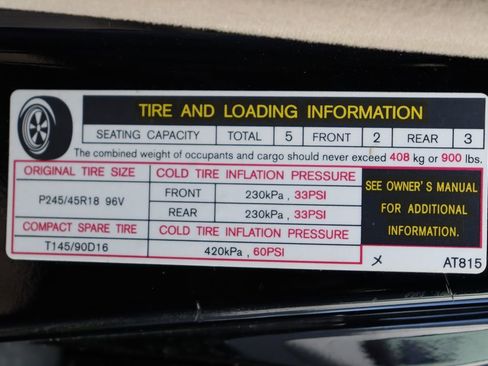 TIRE AND LOADING INFORMATION
SEATING CAPACITY TOTAL 5 FRONT 2 REAR 3
The combined weight of occupants and cargo should never exceed 408 kg or 900 lbs.
ORIGINAL TIRE SIZE COLD TIRE INFLATION PRESSURE
P245/45R18 96V
FRONT 230kPa , 33PSI
REAR 230kPa , 33PSI
COMPACT SPARE TIRE COLD TIRE INFLATION PRESSURE
T145/90D16 420kPa , 60PSI
SEE OWNER'S MANUAL
FOR ADDITIONAL
INFORMATION.
X AT815